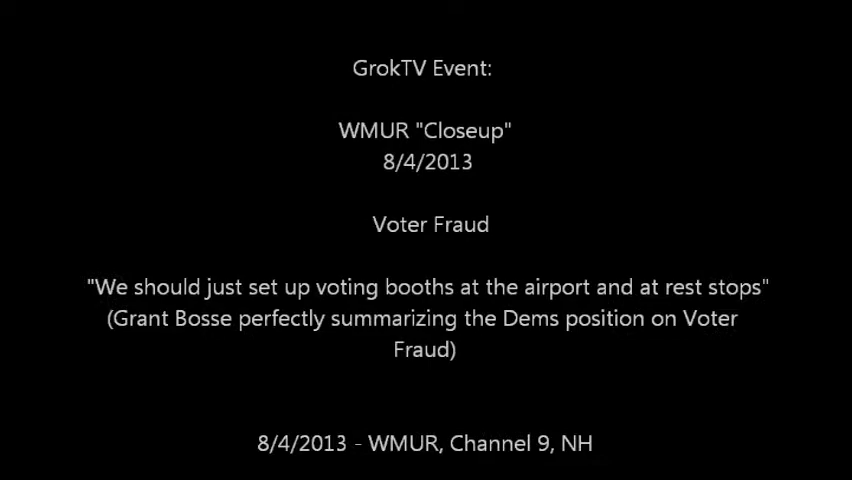 GrokTV Event:
WMUR "Closeup"
8/4/2013
Voter Fraud
"We should just set up voting booths at the airport and at rest stops"
(Grant Bosse perfectly summarizing the Dems position on Voter
Fraud)
8/4/2013 - WMUR, Channel 9, NH